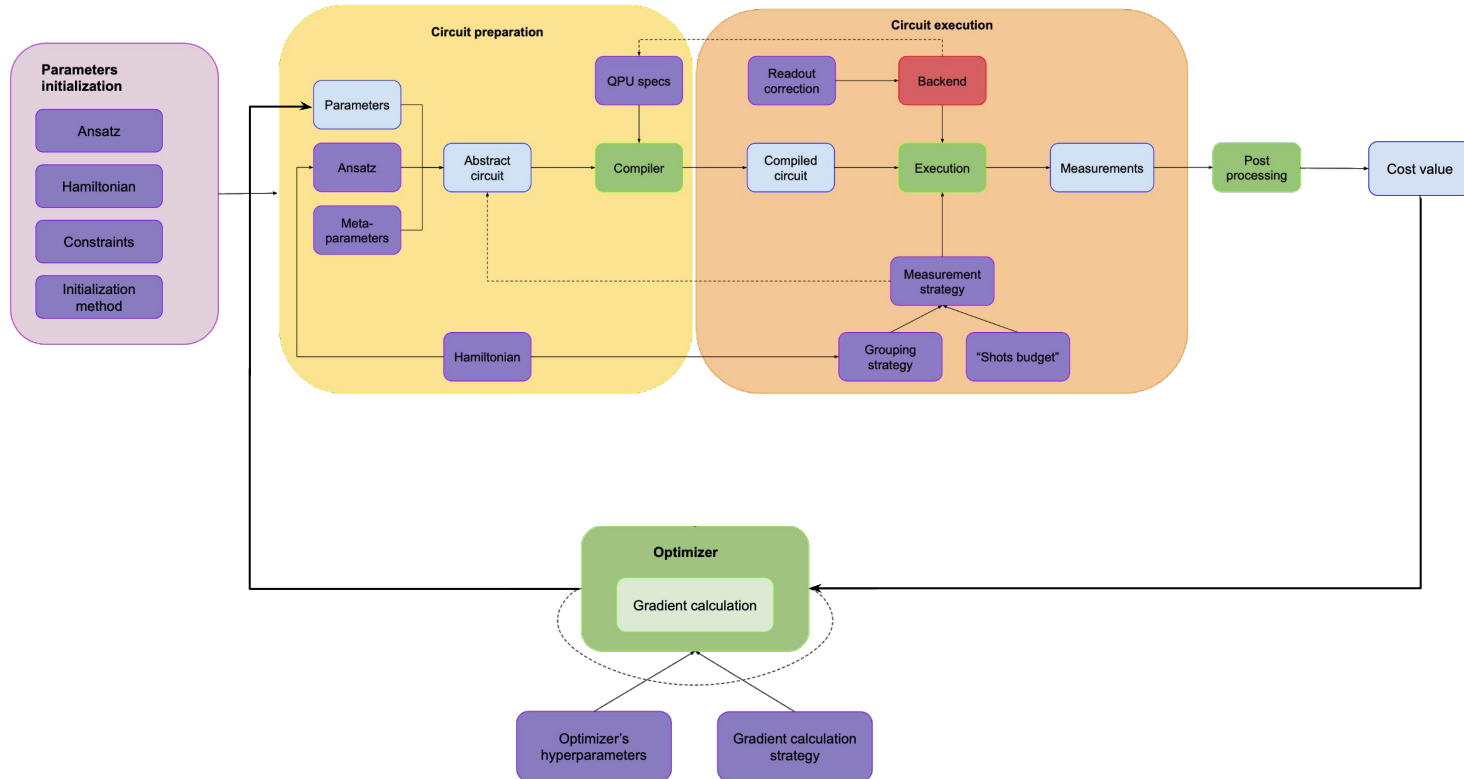 Parameters
initialization
Ansatz
Hamiltonian
Constraints
Initialization
method
Circuit preparation
Parameters
Ansatz
Meta-
parameters
Abstract
circuit
QPU specs
Compiler
Hamiltonian
Circuit execution
Readout
correction
Backend
Compiled
circuit
Execution
Measurements
Measurement
strategy
Grouping
strategy
“Shots budget”
Post
processing
Cost value
Optimizer
Gradient calculation
Optimizer’s
hyperparameters
Gradient calculation
strategy